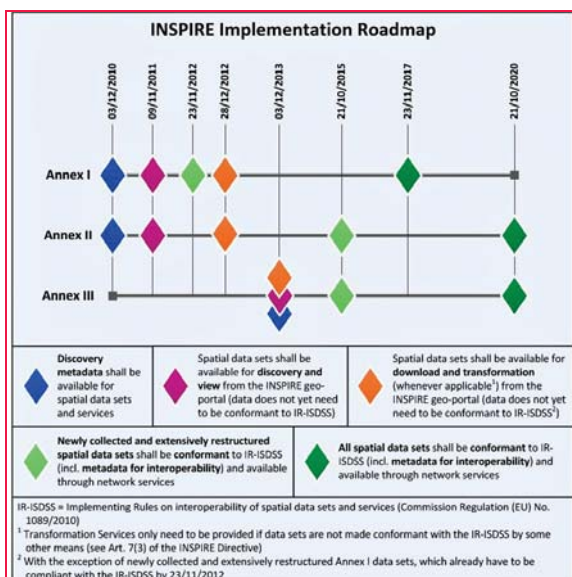 INSPIRE Implementation Roadmap
03/12/2010
09/11/2011
23/11/2012
28/12/2012
03/12/2013
21/10/2015
23/11/2017
21/10/2020
Annex I
Annex II
Annex III
Discovery
metadata shall be
available for
spatial data sets
and services
Spatial data sets shall be
available for discovery and
view from the INSPIRE geo-
portal (data does not yet need
to be conformant to IR-ISDSS)
Spatial data sets shall be available for
download and transformation
(whenever applicable¹) from the
INSPIRE geo-portal (data does not yet
need to be conformant to IR-ISDSS²)
Newly collected and extensively restructured
spatial data sets shall be conformant to IR-ISDSS
(incl. metadata for interoperability) and available
through network services
All spatial data sets shall be conformant to IR-
ISDSS (incl. metadata for interoperability) and
available through network services
IR-ISDSS = Implementing Rules on interoperability of spatial data sets and services (Commission Regulation (EU) No.
1089/2010)
¹ Transformation Services only need to be provided if data sets are not made conformant with the IR-ISDSS by some
other means (see Art. 7(3) of the INSPIRE Directive)
² With the exception of newly collected and extensively restructured Annex I data sets, which already have to be
compliant with the IR-ISDSS by 23/11/2012